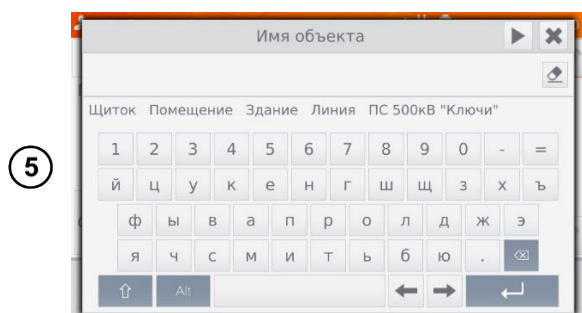 Имя объекта
Щиток Помещение Здание Линия ПС 500кВ "Ключи"
1 2 3 4 5 6 7 8 9 0 - =
й ц у к е н г ш щ з х ъ
5
ф ы в а п р о л д ж э
я ч с м и т ь б ю .
Alt